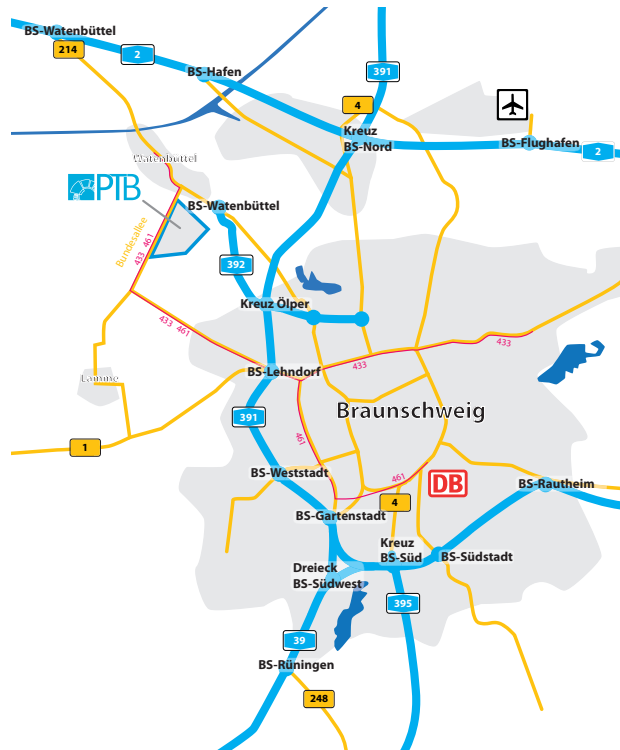 BS-Watenbüttel
214
2
BS-Hafen
391
4
Kreuz
BS-Nord
BS-Flughafen
2
Watenbüttel
PTB
BS-Watenbüttel
Bundesallee
433 461
392
Kreuz Ölper
433 461
433
433
BS-Lehndorf
Lamme
391
Braunschweig
461
1
BS-Weststadt
461
DB
BS-Rautheim
4
BS-Gartenstadt
Kreuz
BS-Süd
BS-Südstadt
Dreieck
BS-Südwest
395
39
BS-Rüningen
248